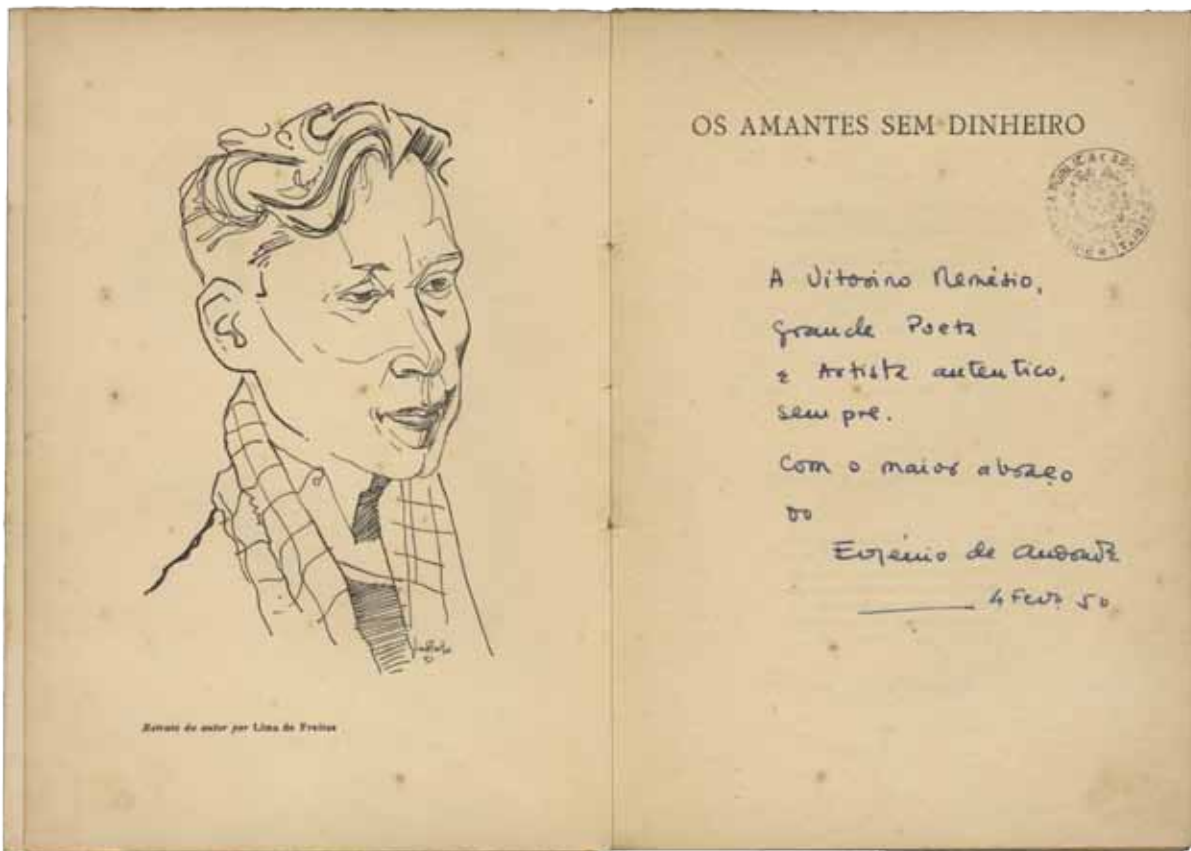 Retrato do autor por Lima de Freitas
OS AMANTES SEM DINHEIRO
A Vitorino Nemésio,
grande Poeta
e Artista autentico,
sempre.
Com o maior abraço
do
Eugénio de Andrade
4 Fevº 50